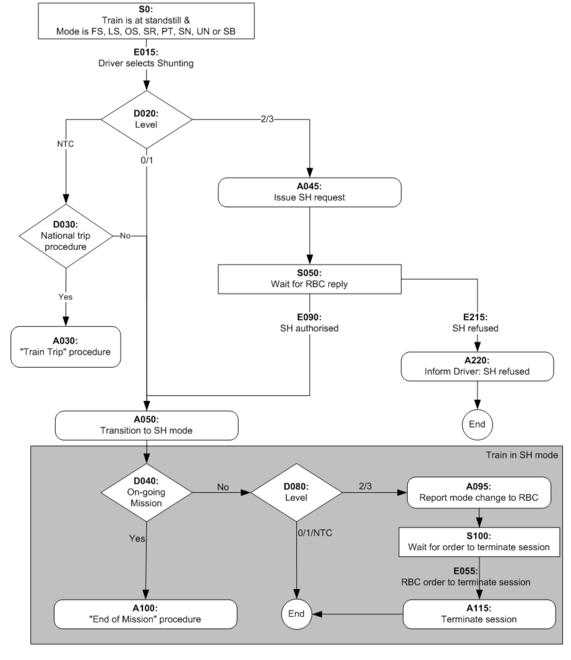 S0:
Train is at standstill &
Mode is FS, LS, OS, SR, PT, SN, UN or SB
E015:
Driver selects Shunting
D020:
Level
2/3
NTC
0/1
A045:
Issue SH request
D030:
National trip
procedure
No
S050:
Wait for RBC reply
Yes
E090:
SH authorised
E215:
SH refused
A030:
"Train Trip" procedure
A220:
Inform Driver: SH refused
End
A050:
Transition to SH mode
Train in SH mode
D040:
On-going
Mission
No
D080:
Level
2/3
A095:
Report mode change to RBC
Yes
0/1/NTC
S100:
Wait for order to terminate session
E055:
RBC order to terminate session
A100:
"End of Mission" procedure
End
A115:
Terminate session